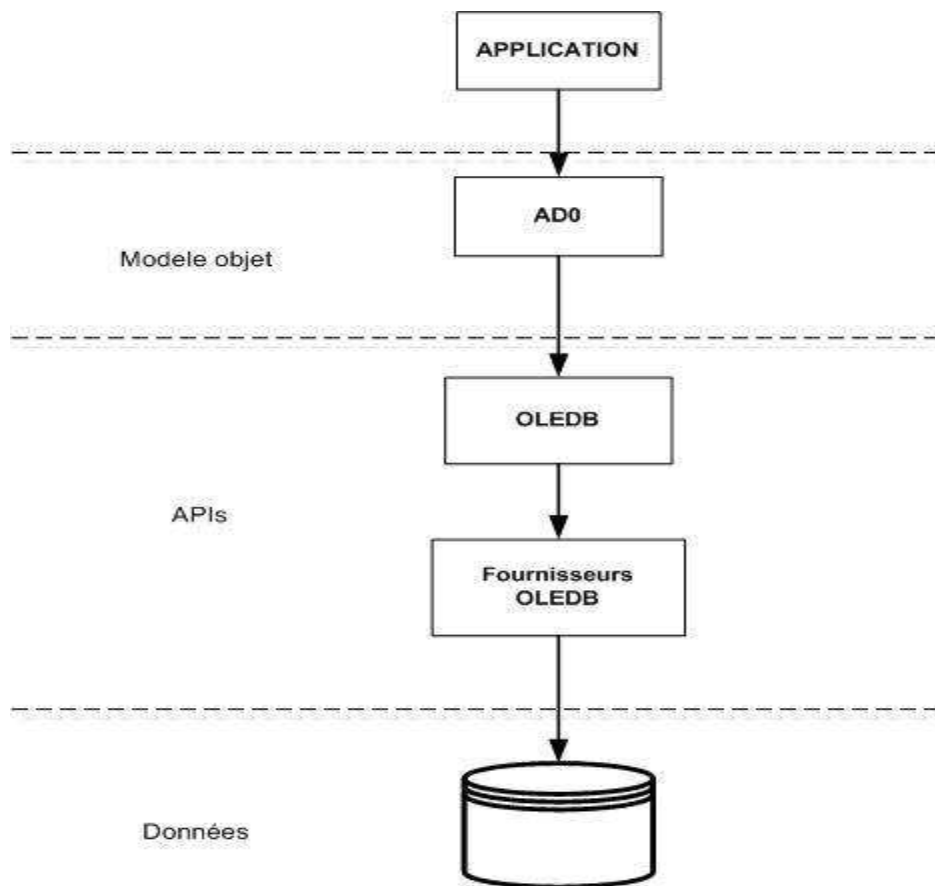 APPLICATION
AD0
Modele objet
OLEDB
APIs
Fournisseurs
OLEDB
Données